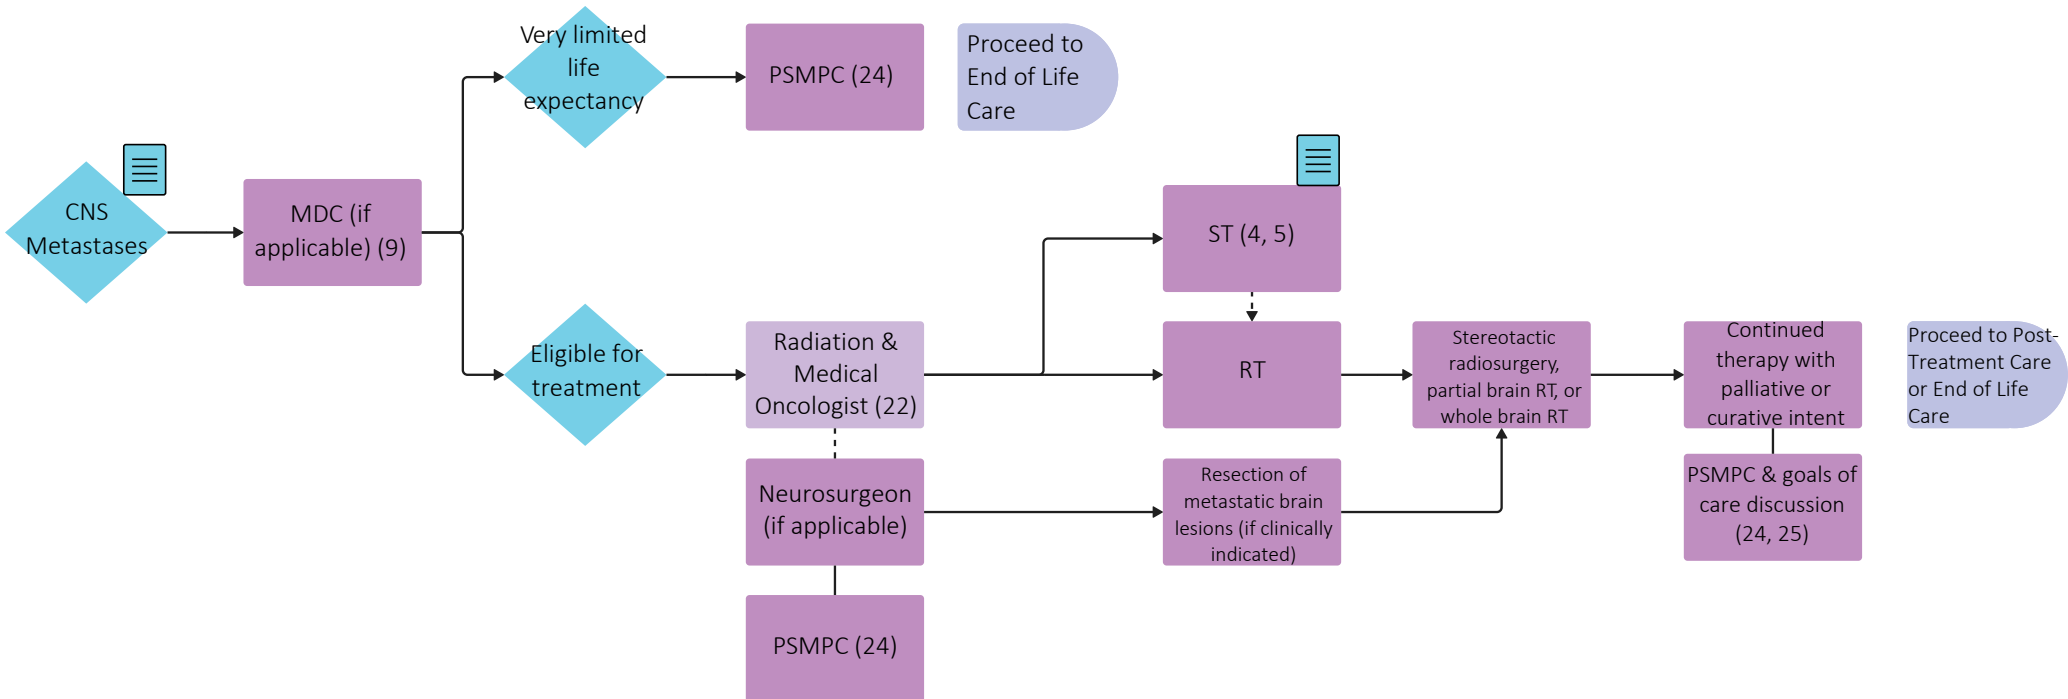 Very limited
life
expectancy
PSMPC (24)
Proceed to
End of Life
Care
CNS
Metastases
MDC (if
applicable) (9)
ST (4, 5)
Eligible for
treatment
Radiation &
Medical
Oncologist (22)
RT
Stereotactic
radiosurgery,
partial brain RT, or
whole brain RT
Continued
therapy with
palliative or
curative intent
Proceed to Post-
Treatment Care
or End of Life
Care
Neurosurgeon
(if applicable)
Resection of
metastatic brain
lesions (if clinically
indicated)
PSMPC & goals of
care discussion
(24, 25)
PSMPC (24)